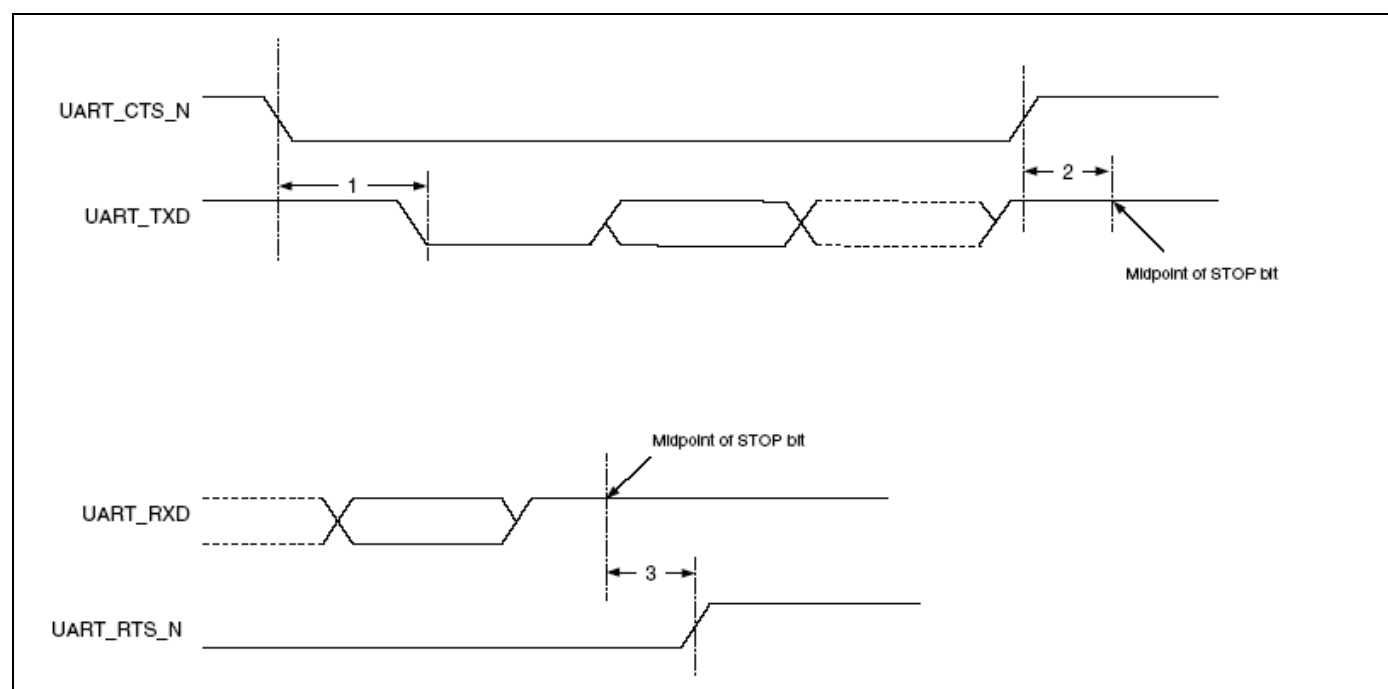 UART_CTS_N
1
2
UART_TXD
Midpoint of STOP bit
Midpoint of STOP bit
UART_RXD
3
UART_RTS_N